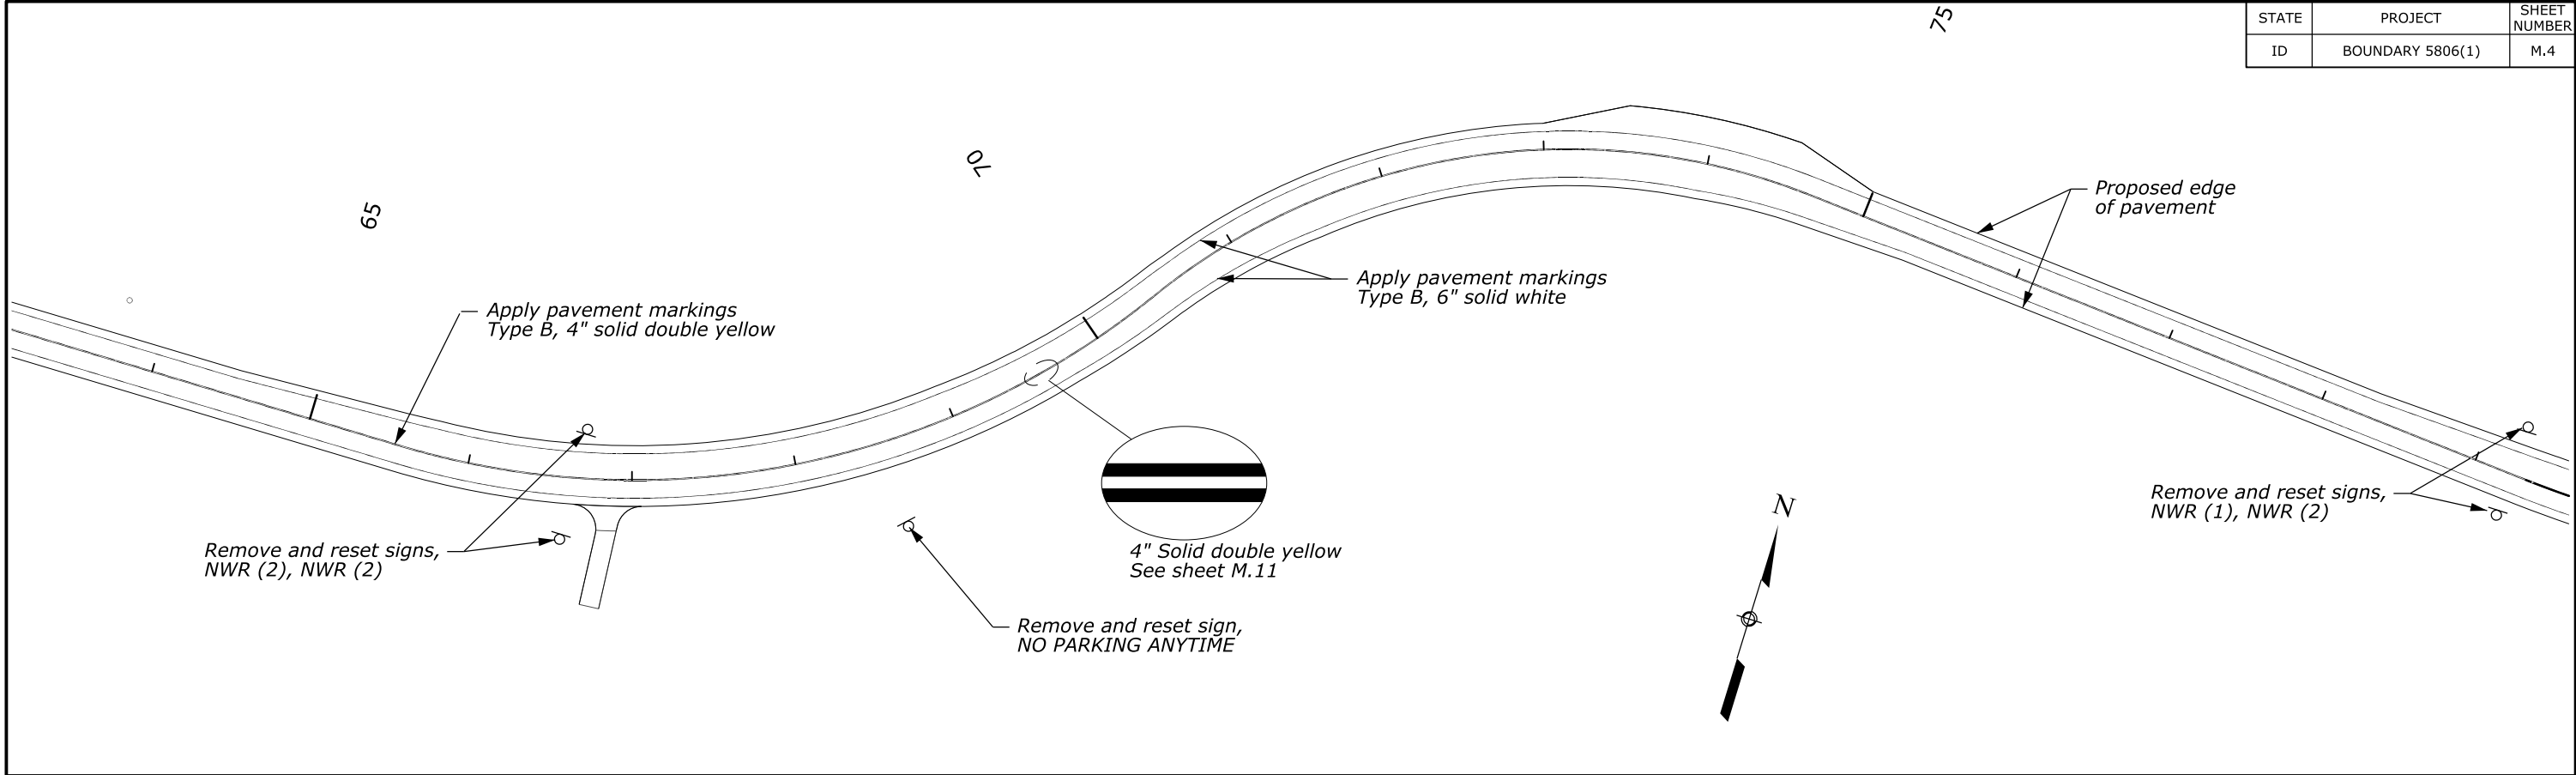 STATE
PROJECT
SHEET
NUMBER
ID
BOUNDARY 5806(1)
M.4
65
70
75
Proposed edge
of pavement
Apply pavement markings
Type B, 6" solid white
Apply pavement markings
Type B, 4" solid double yellow
Remove and reset signs,
NWR (2), NWR (2)
4" Solid double yellow
See sheet M.11
Remove and reset sign,
NO PARKING ANYTIME
N
Remove and reset signs,
NWR (1), NWR (2)